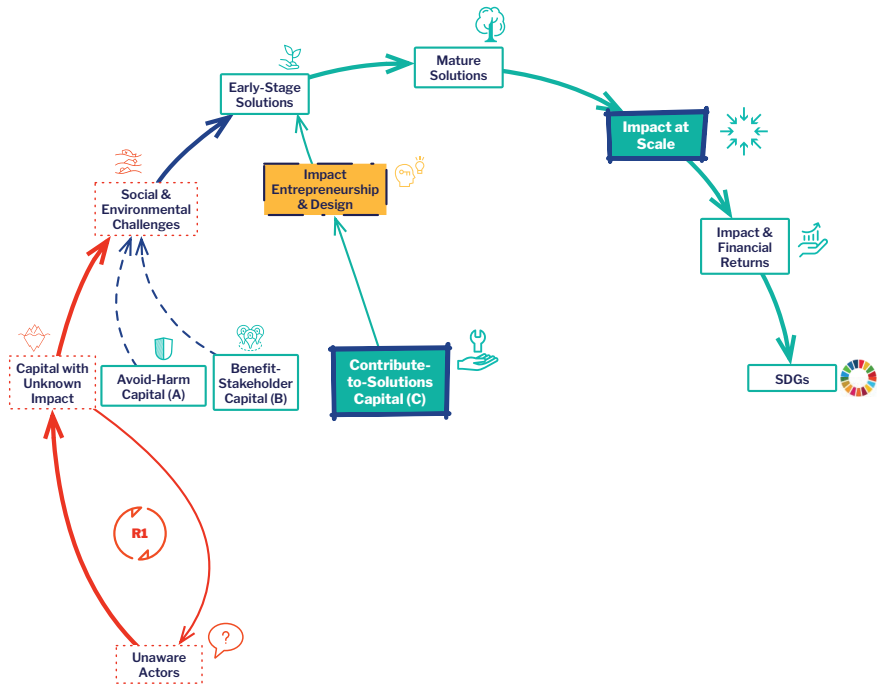 Mature
Solutions
Early-Stage
Solutions
Impact at
Scale
Impact
Entrepreneurship
& Design
Social &
Environmental
Challenges
Impact &
Financial
Returns
Capital with
Unknown
Impact
Avoid-Harm
Capital (A)
Benefit-
Stakeholder
Capital (B)
Contribute-
to-Solutions
Capital (C)
SDGs
R1
?
Unaware
Actors